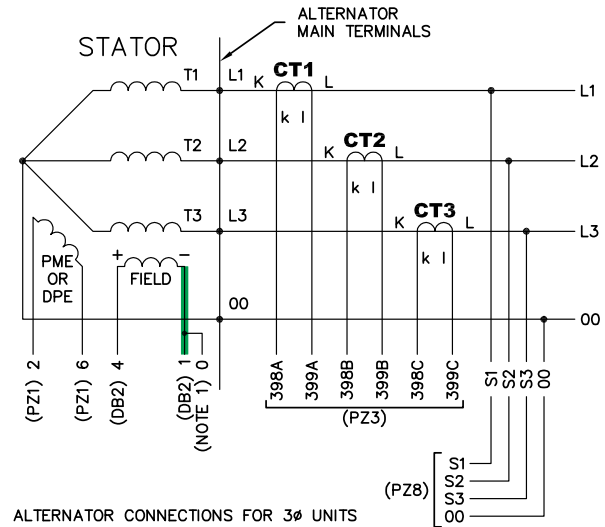 ALTERNATOR
MAIN TERMINALS
STATOR
T1 L1 K CT1 L L1
k l
T2 L2 K CT2 L L2
k l
T3 L3 K CT3 L L3
k l
PME
OR
DPE
+ −
FIELD
00 00
(PZ1) 2
(PZ1) 6
(DB2) 4
(DB2) 1
(NOTE 1) 0
398A
399A
398B
399B
398C
399C
(PZ3)
S1
S2
S3
00
(PZ8)
S1
S2
S3
00
ALTERNATOR CONNECTIONS FOR 3ø UNITS